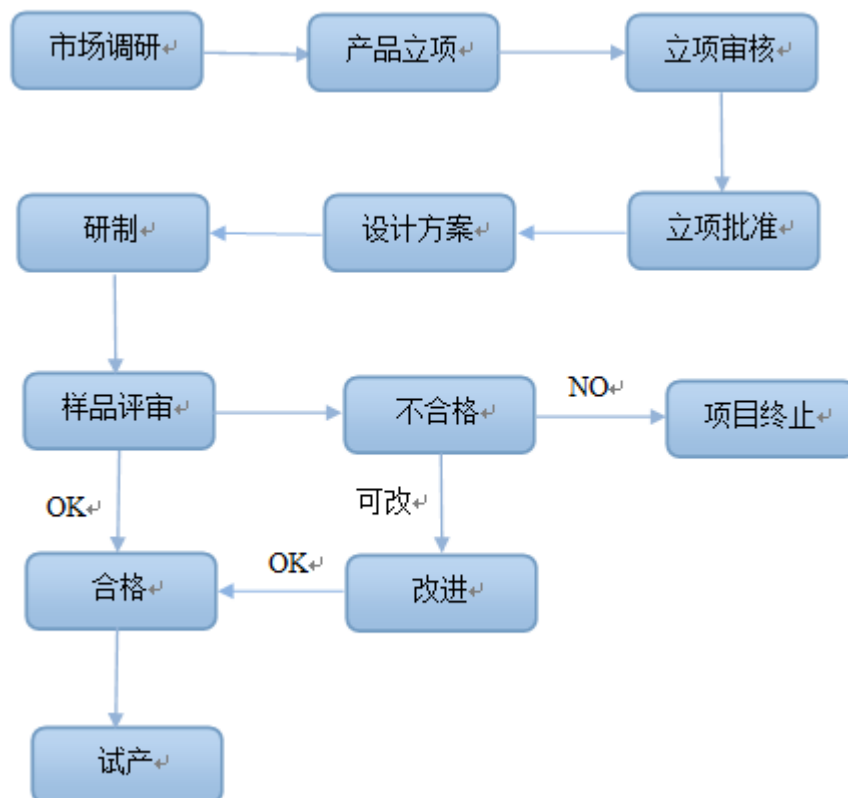 市场调研
产品立项
立项审核
研制
设计方案
立项批准
样品评审
不合格
NO
项目终止
OK
可改
合格
OK
改进
试产